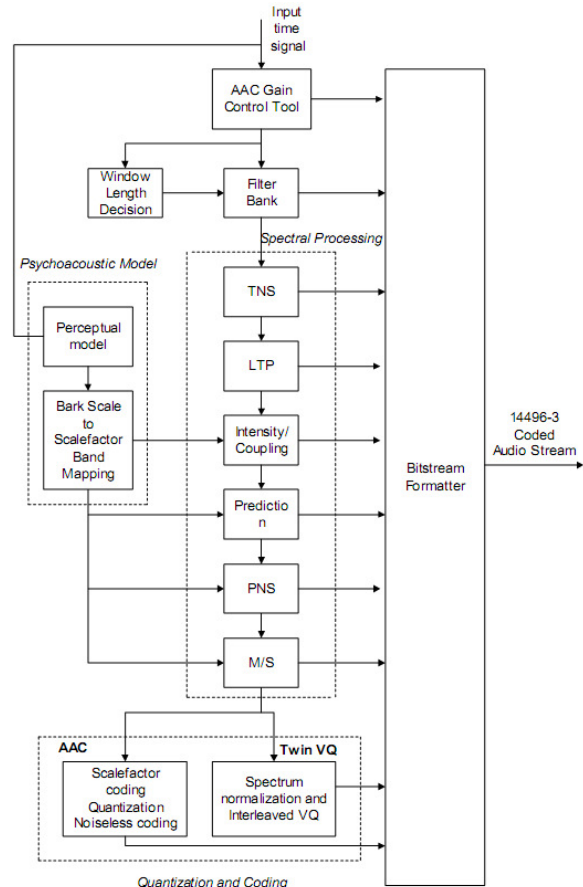 Input
time
signal
AAC Gain
Control Tool
Window
Length
Decision
Filter
Bank
Spectral Processing
Psychoacoustic Model
TNS
Perceptual
model
LTP
Bark Scale
to
Scalefactor
Band
Mapping
Intensity/
Coupling
14496-3
Coded
Audio Stream
Bitstream
Formatter
Predictio
n
PNS
M/S
AAC
Twin VQ
Scalefactor
coding
Quantization
Noiseless coding
Spectrum
normalization and
Interleaved VQ
Quantization and Coding